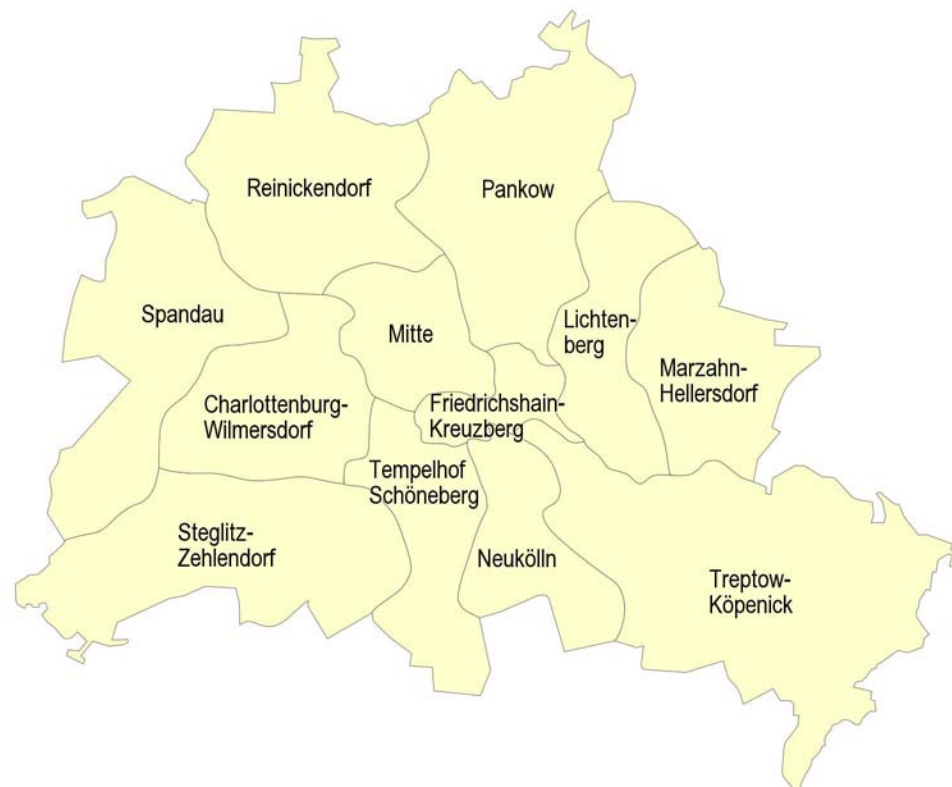 Reinickendorf
Pankow
Spandau
Mitte
Lichten-
berg
Marzahn-
Hellersdorf
Charlottenburg-
Wilmersdorf
Friedrichshain-
Kreuzberg
Tempelhof
Schöneberg
Steglitz-
Zehlendorf
Neukölln
Treptow-
Köpenick